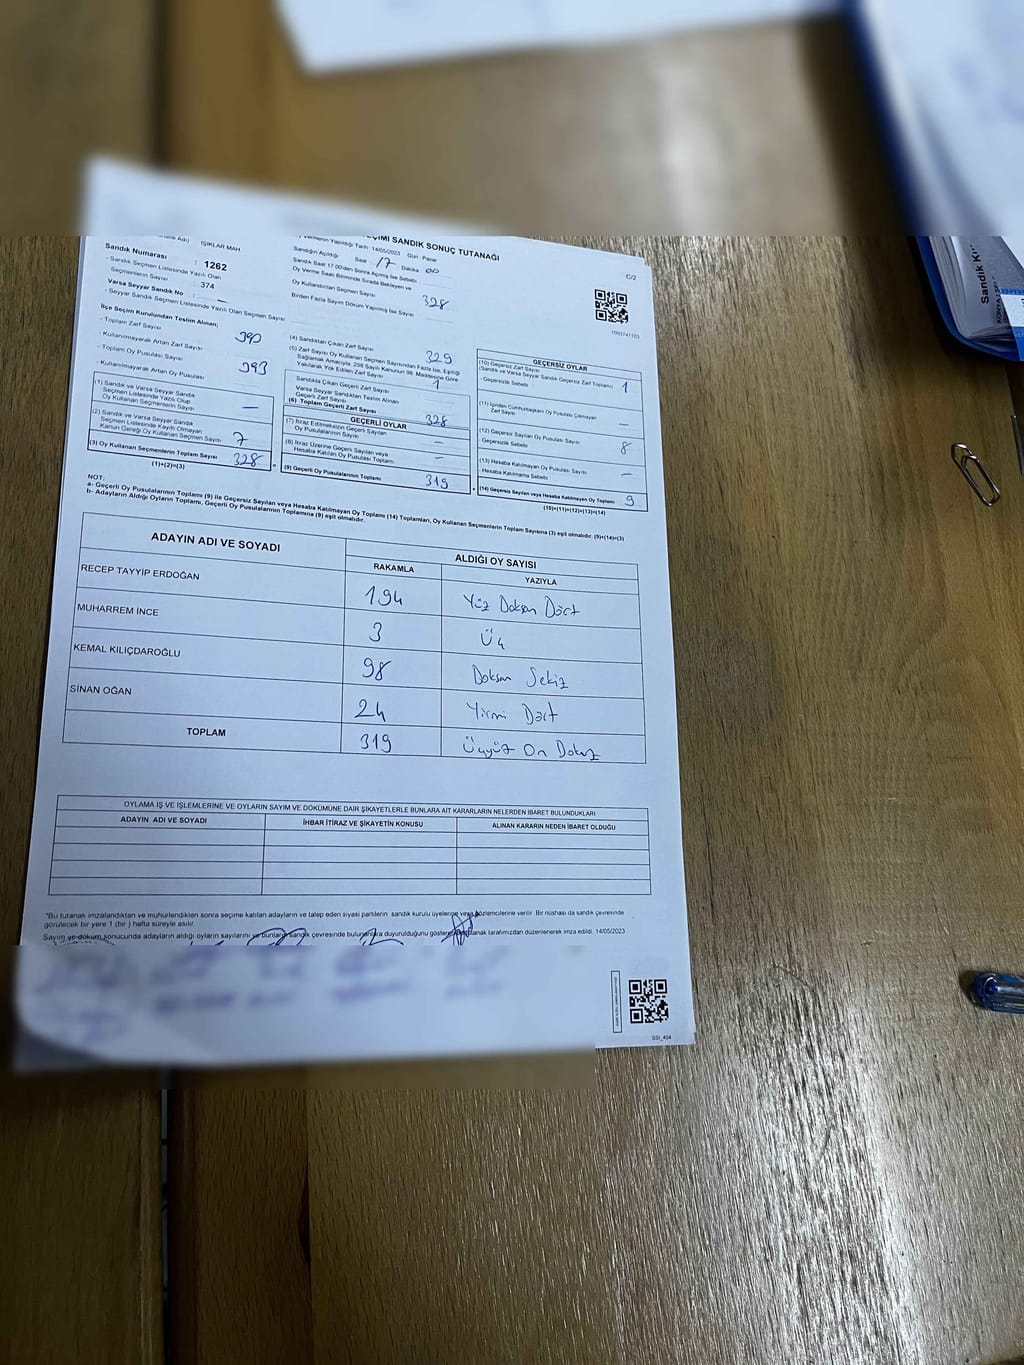 SANDIK SONUÇ TUTANAĞI
C/2
IŞIKLAR MAH
Sandık Numarası : 1262
- Sandık Seçmen Listesinde Yazılı Olan
Seçmenlerin Sayısı : 374
Varsa Seyyar Sandık No : —
- Seyyar Sandık Seçmen Listesinde Yazılı Olan Seçmen Sayısı
Yapıldığı Tarih 14/05/2023 Gün: Pazar
Sandığın Açıldığı Saat 17 Dakika 00
Sandık Saat 17.00'den Sonra Açılmış İse Sebebi
Oy Verme Saati Bitiminde Sırada Bekleyen ve
Oy Kullandırılan Seçmen Sayısı
Birden Fazla Sayım Döküm Yapılmış İse Sayısı
328
İlçe Seçim Kurulundan Teslim Alınan;
- Toplam Zarf Sayısı 390
- Kullanılmayarak Artan Zarf Sayısı
- Toplam Oy Pusulası Sayısı 393
- Kullanılmayarak Artan Oy Pusulası
(1) Sandık ve Varsa Seyyar Sandık
Seçmen Listesinde Yazılı Olup
Oy Kullanan Seçmenlerin Sayısı —
(2) Sandık ve Varsa Seyyar Sandık
Seçmen Listesinde Kayıtlı Olmayan
Kanun Gereği Oy Kullanan Seçmen Sayısı 7
(3) Oy Kullanan Seçmenlerin Toplam Sayısı 328
(1)+(2)=(3)
(4) Sandıktan Çıkan Zarf Sayısı 329
(5) Zarf Sayısı Oy Kullanan Seçmen Sayısından Fazla İse, Eşitliği
Sağlamak Amacıyla, 298 Sayılı Kanunun 98. Maddesine Göre
Yakılarak Yok Edilen Zarf Sayısı 1
Sandıkta Çıkan Geçerli Zarf Sayısı
Varsa Seyyar Sandıktan Teslim Alınan
Geçerli Zarf Sayısı
(6) Toplam Geçerli Zarf Sayısı 328
GEÇERLİ OYLAR
(7) İtiraz Edilmeksizin Geçerli Sayılan
Oy Pusulalarının Sayısı —
(8) İtiraz Üzerine Geçerli Sayılan veya
Hesaba Katılan Oy Pusulası Toplamı —
(9) Geçerli Oy Pusulalarının Toplamı 319
GEÇERSİZ OYLAR
(10) Geçersiz Zarf Sayısı
(Sandık ve Varsa Seyyar Sandık Geçersiz Zarf Toplamı) 1
- Geçersizlik Sebebi
(11) İçinden Cumhurbaşkanı Oy Pusulası Çıkmayan
Zarf Sayısı —
(12) Geçersiz Sayılan Oy Pusulası Sayısı 8
- Geçersizlik Sebebi
(13) Hesaba Katılmayan Oy Pusulası Sayısı —
- Hesaba Katılmama Sebebi
(14) Geçersiz Sayılan veya Hesaba Katılmayan Oy Toplamı 9
(10)+(11)+(12)+(13)=(14)
NOT:
a- Geçerli Oy Pusulalarının Toplamı (9) ile Geçersiz Sayılan veya Hesaba Katılmayan Oy Toplamı (14) Toplamları, Oy Kullanan Seçmenlerin Toplam Sayısına (3) eşit olmalıdır. (9)+(14)=(3)
b- Adayların Aldığı Oyların Toplamı, Geçerli Oy Pusulalarının Toplamına (9) eşit olmalıdır.
ADAYIN ADI VE SOYADI
ALDIĞI OY SAYISI
RAKAMLA YAZIYLA
RECEP TAYYİP ERDOĞAN 194 Yüz Doksan Dört
MUHARREM İNCE 3 Üç
KEMAL KILIÇDAROĞLU 98 Doksan Sekiz
SİNAN OĞAN 24 Yirmi Dört
TOPLAM 319 Üçyüz On Dokuz
OYLAMA İŞ VE İŞLEMLERİNE VE OYLARIN SAYIM VE DÖKÜMÜNE DAİR ŞİKAYETLERLE BUNLARA AİT KARARLARIN NELERDEN İBARET BULUNDUKLARI
ADAYIN ADI VE SOYADI İHBAR İTİRAZ VE ŞİKAYETİN KONUSU ALINAN KARARIN NEDEN İBARET OLDUĞU
*Bu tutanak imzalandıktan ve mühürlendikten sonra seçime katılan adayların ve talep eden siyasi partilerin sandık kurulu üyelerine veya gözlemcilerine verilir. Bir nüshası da sandık çevresinde
görülecek bir yere 1 (bir) hafta süreyle asılır.
Sayım ve döküm sonucunda adayların aldığı oyların sayılarını ve bunların sandık çevresinde bulunanlara duyurulduğunu gösteren tutanak tarafımızdan düzenlenerek imza edildi. 14/05/2023